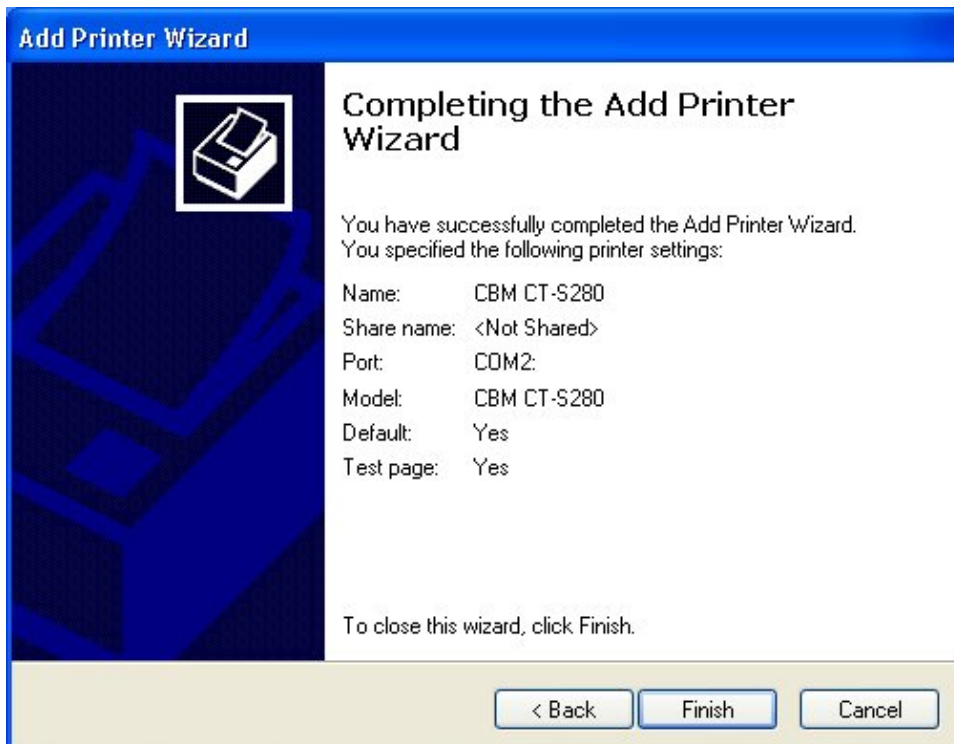 Add Printer Wizard
Completing the Add Printer
Wizard
You have successfully completed the Add Printer Wizard.
You specified the following printer settings:
Name: CBM CT-S280
Share name: <Not Shared>
Port: COM2:
Model: CBM CT-S280
Default: Yes
Test page: Yes
To close this wizard, click Finish.
< Back Finish Cancel